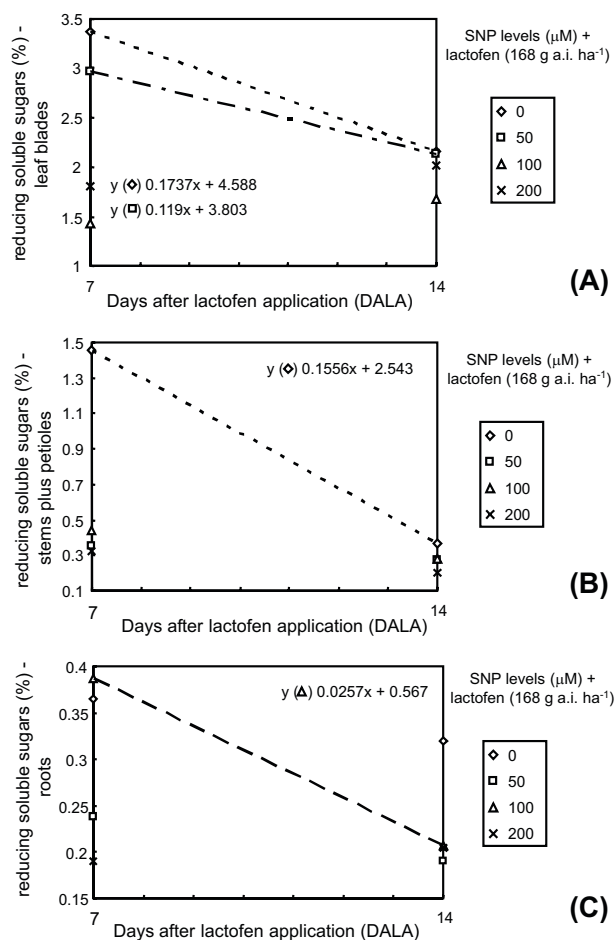 3.5
3
2.5
2
1.5
1
reducing soluble sugars (%) -
leaf blades
y (◇) 0.1737x + 4.588
y (□) 0.119x + 3.803
7
14
Days after lactofen application (DALA)
SNP levels (μM) +
lactofen (168 g a.i. ha⁻¹)
0
50
100
200
(A)
1.5
1.3
1.1
0.9
0.7
0.5
0.3
0.1
reducing soluble sugars (%) -
stems plus petioles
y (◇) 0.1556x + 2.543
7
14
Days after lactofen application (DALA)
SNP levels (μM) +
lactofen (168 g a.i. ha⁻¹)
0
50
100
200
(B)
0.4
0.35
0.3
0.25
0.2
0.15
reducing soluble sugars (%) -
roots
y (△) 0.0257x + 0.567
7
14
Days after lactofen application (DALA)
SNP levels (μM) +
lactofen (168 g a.i. ha⁻¹)
0
50
100
200
(C)